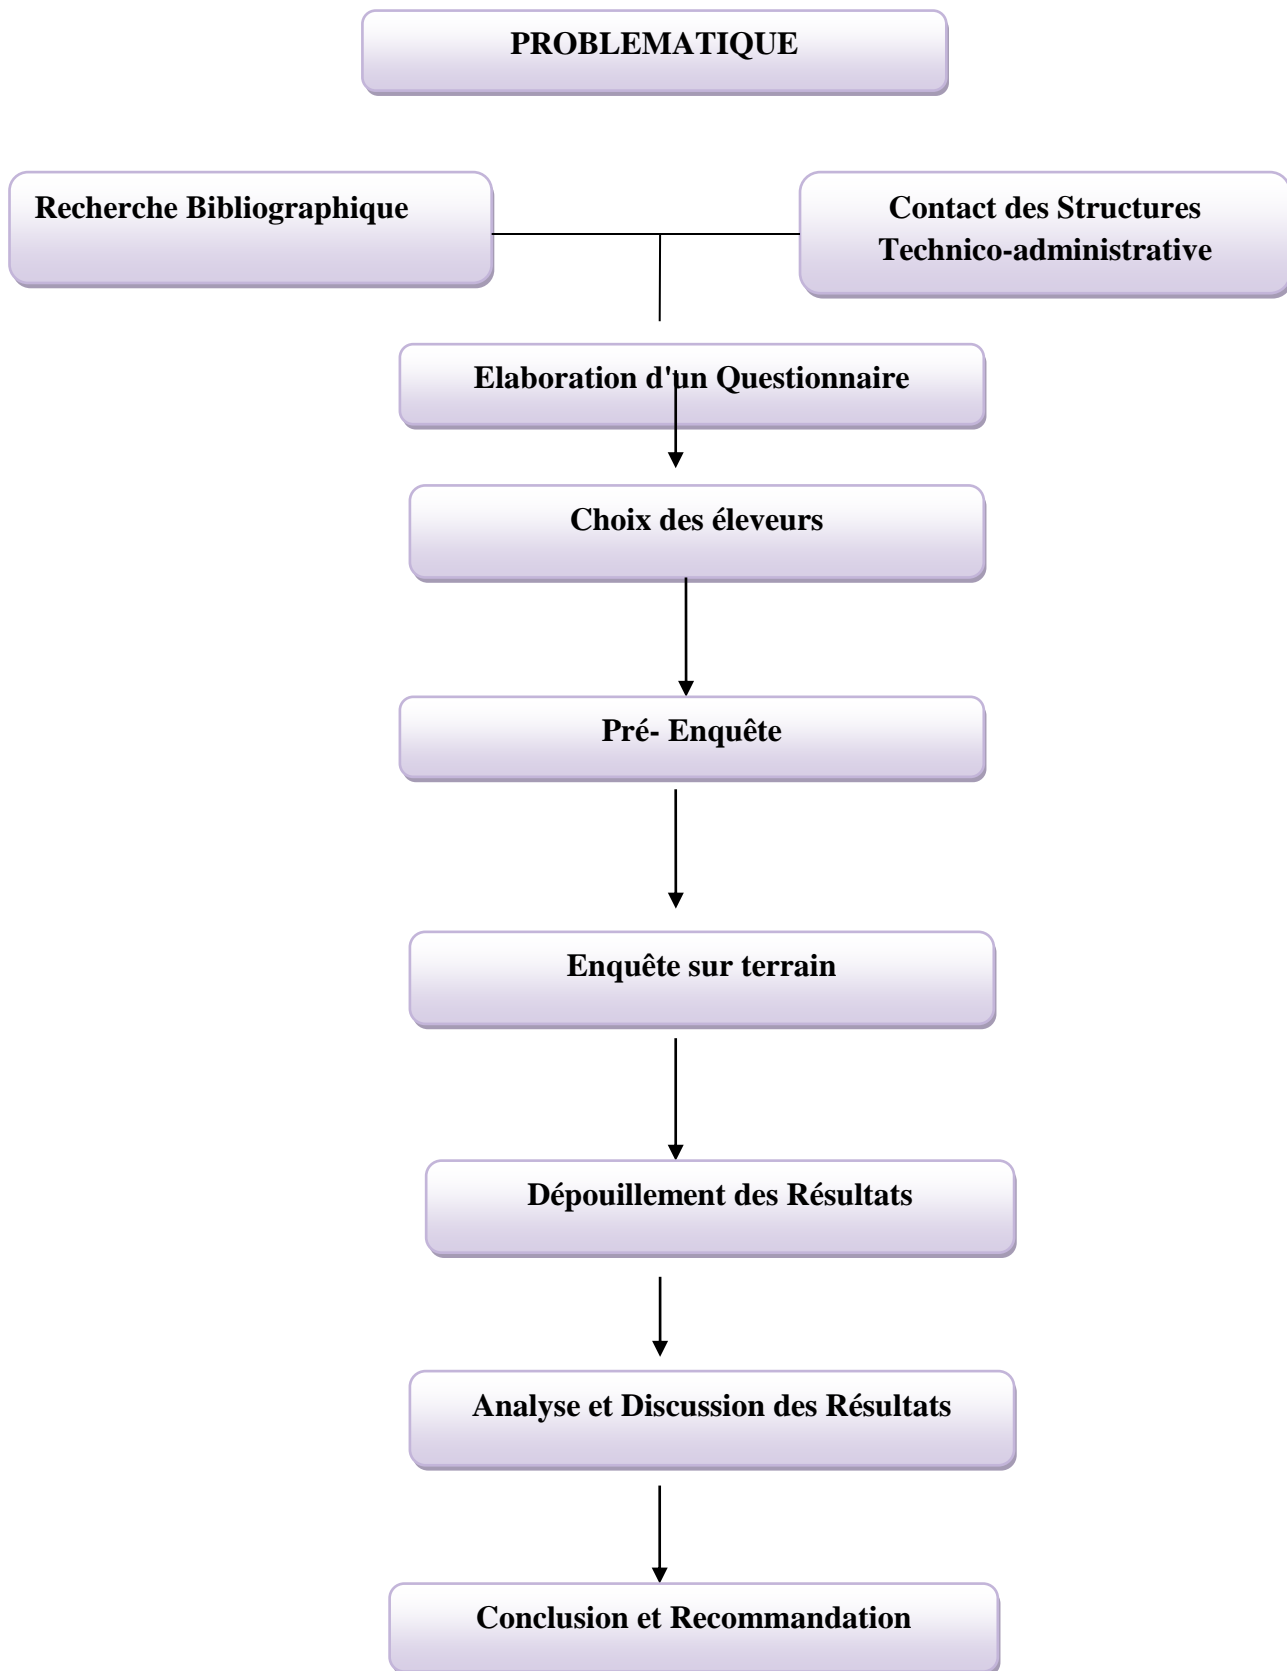 PROBLEMATIQUE
Recherche Bibliographique
Contact des Structures
Technico-administrative
Elaboration d'un Questionnaire
Choix des éleveurs
Pré- Enquête
Enquête sur terrain
Dépouillement des Résultats
Analyse et Discussion des Résultats
Conclusion et Recommandation